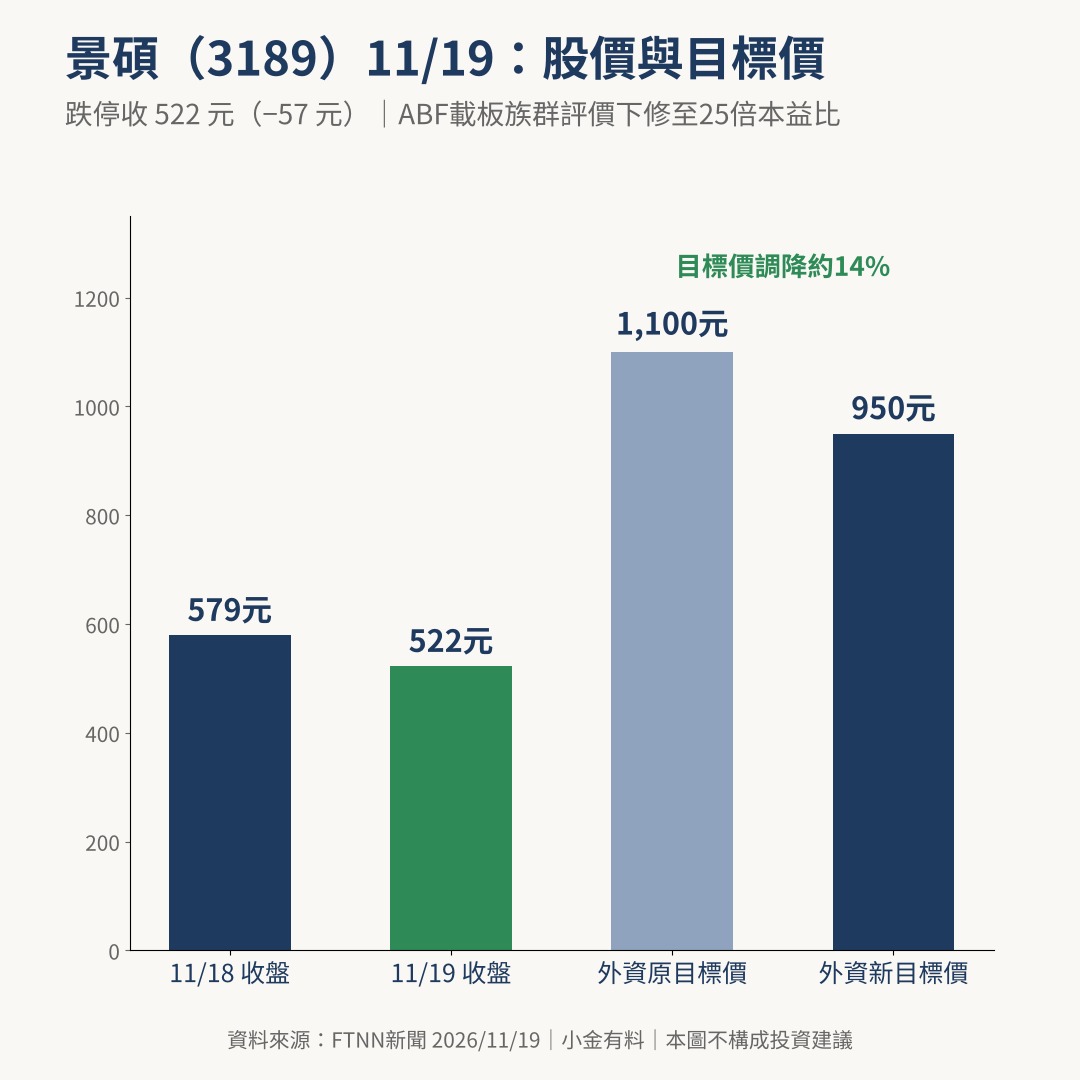 景碩（3189）11/19：股價與目標價
跌停收 522 元（−57 元）｜ABF載板族群評價下修至25倍本益比
目標價調降約14%
1,100元
950元
579元
522元
1200
1000
800
600
400
200
0
11/18 收盤
11/19 收盤
外資原目標價
外資新目標價
資料來源：FTNN新聞 2026/11/19｜小金有料｜本圖不構成投資建議